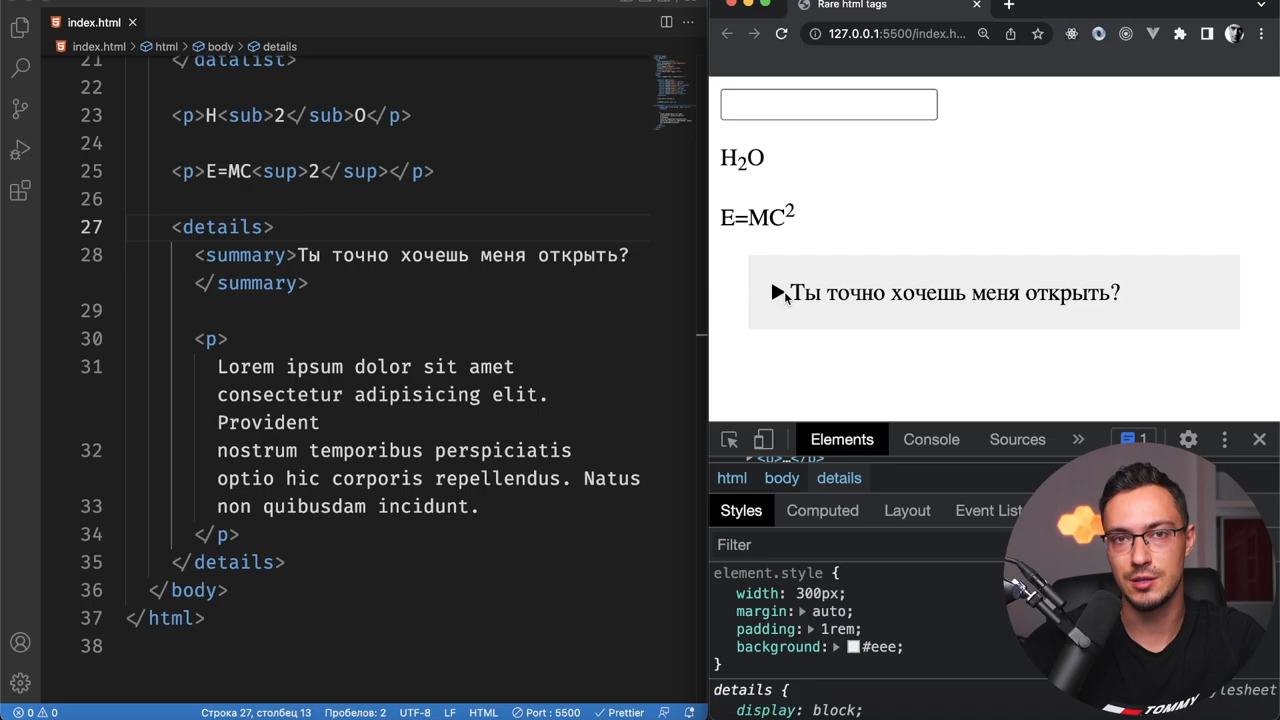 index.html
index.html > html > body > details
21 </datalist>
22
23 <p>H<sub>2</sub>O</p>
24
25 <p>E=MC<sup>2</sup></p>
26
27 <details>
28 <summary>Ты точно хочешь меня открыть?
</summary>
29
30 <p>
31 Lorem ipsum dolor sit amet
consectetur adipisicing elit.
Provident
32 nostrum temporibus perspiciatis
optio hic corporis repellendus. Natus
33 non quibusdam incidunt.
34 </p>
35 </details>
36 </body>
37 </html>
38
0 0 Строка 27, столбец 13 Пробелов: 2 UTF-8 LF HTML Port : 5500 Prettier
Rare html tags
127.0.0.1:5500/index.h...
H2O
E=MC2
Ты точно хочешь меня открыть?
Elements Console Sources » 1
<p>…</p>
html body details
Styles Computed Layout Event List
Filter
element.style {
width: 300px;
margin: auto;
padding: 1rem;
background: #eee;
}
details { ylesheet
display: block;
TOMMY